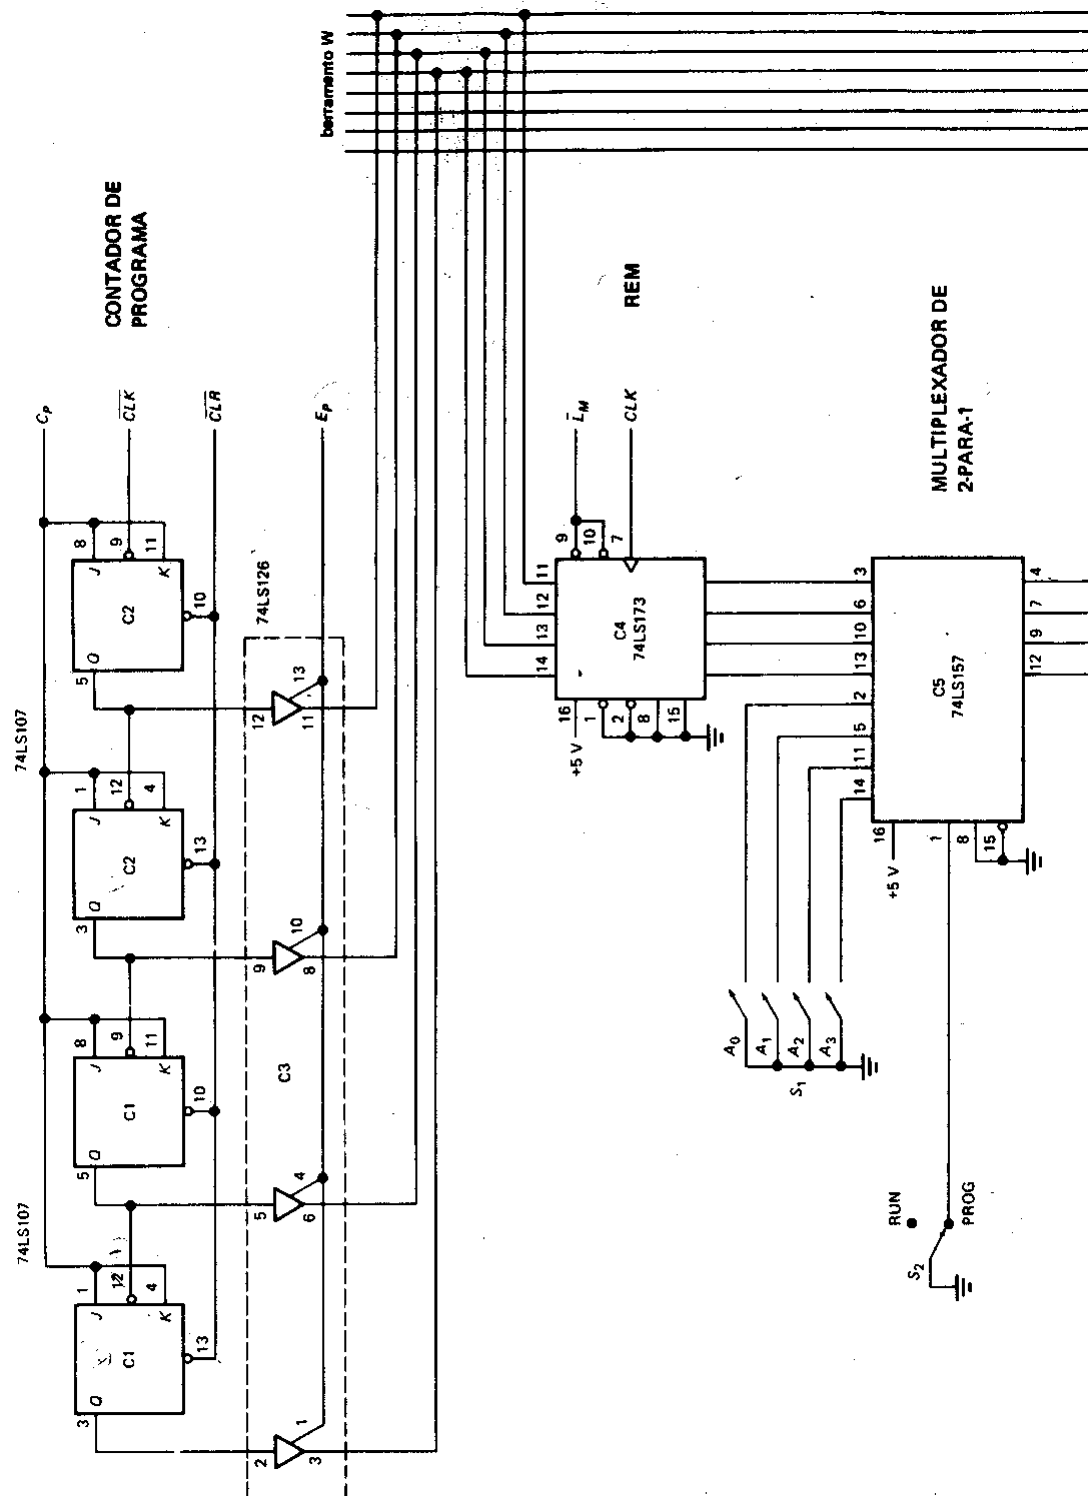 barramento W
CONTADOR DE
PROGRAMA
C_P
\overline{CLK}
\overline{CLR}
E_P
74LS107
74LS107
8
9
11
J
K
Q
C2
10
5
1
12
4
J
K
Q
C2
13
3
8
9
11
J
K
Q
C1
10
5
1
12
4
J
K
Q
C1
13
3
74LS126
C3
12
13
11
9
10
8
5
4
6
2
1
3
REM
\overline{L}_M
CLK
9
10
7
11
12
13
14
C4
74LS173
16
1
2
8
15
+5 V
MULTIPLEXADOR DE
2-PARA-1
3
6
10
13
2
5
11
14
C5
74LS157
4
7
9
12
16
1
8
15
+5 V
A_0
A_1
A_2
A_3
S_1
RUN
PROG
S_2